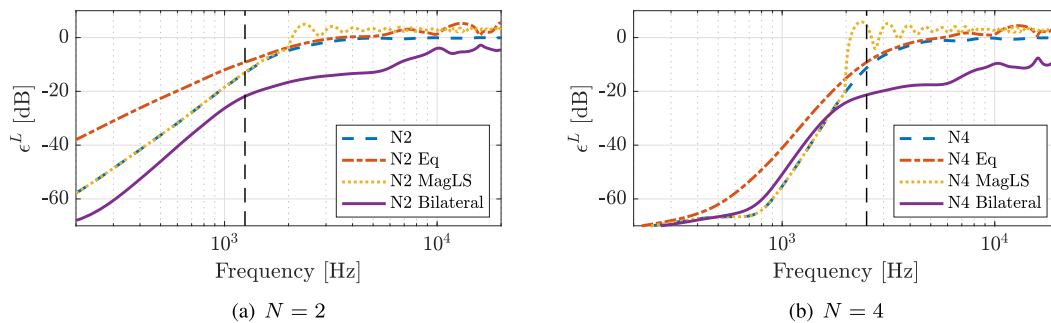 0
-20
-40
-60
ϵ^L [dB]
N2
N2 Eq
N2 MagLS
N2 Bilateral
10^3
10^4
Frequency [Hz]
(a) N = 2
0
-20
-40
-60
ϵ^L [dB]
N4
N4 Eq
N4 MagLS
N4 Bilateral
10^3
10^4
Frequency [Hz]
(b) N = 4